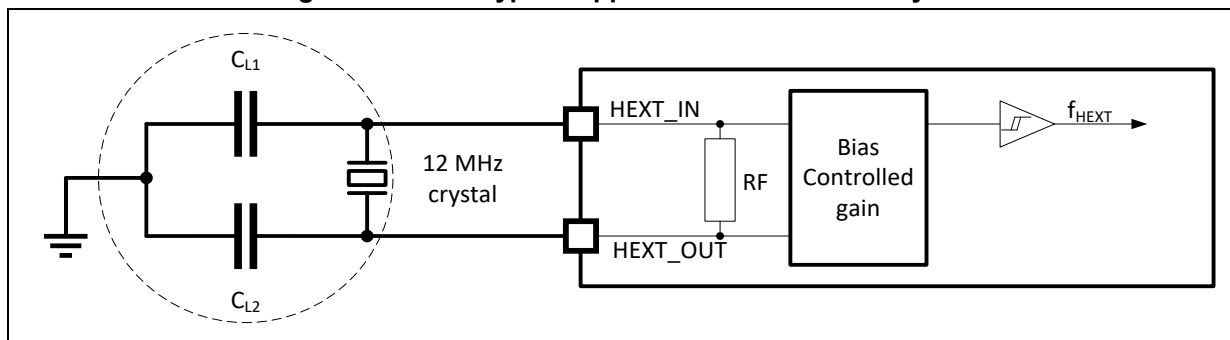 C_L1
12 MHz
crystal
C_L2
HEXT_IN
RF
HEXT_OUT
Bias
Controlled
gain
f_HEXT